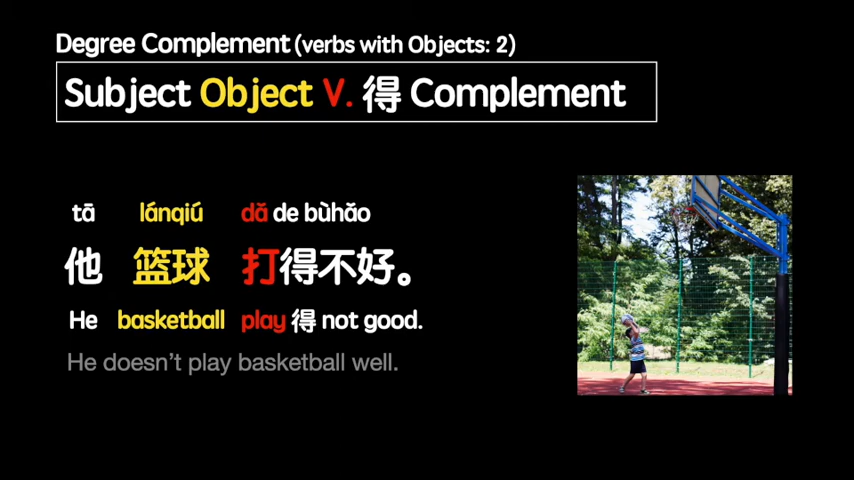 Degree Complement (verbs with Objects: 2)
Subject Object V. 得 Complement
tā lánqiú dǎ de bùhǎo
他 篮球 打得不好。
He basketball play 得 not good.
He doesn’t play basketball well.